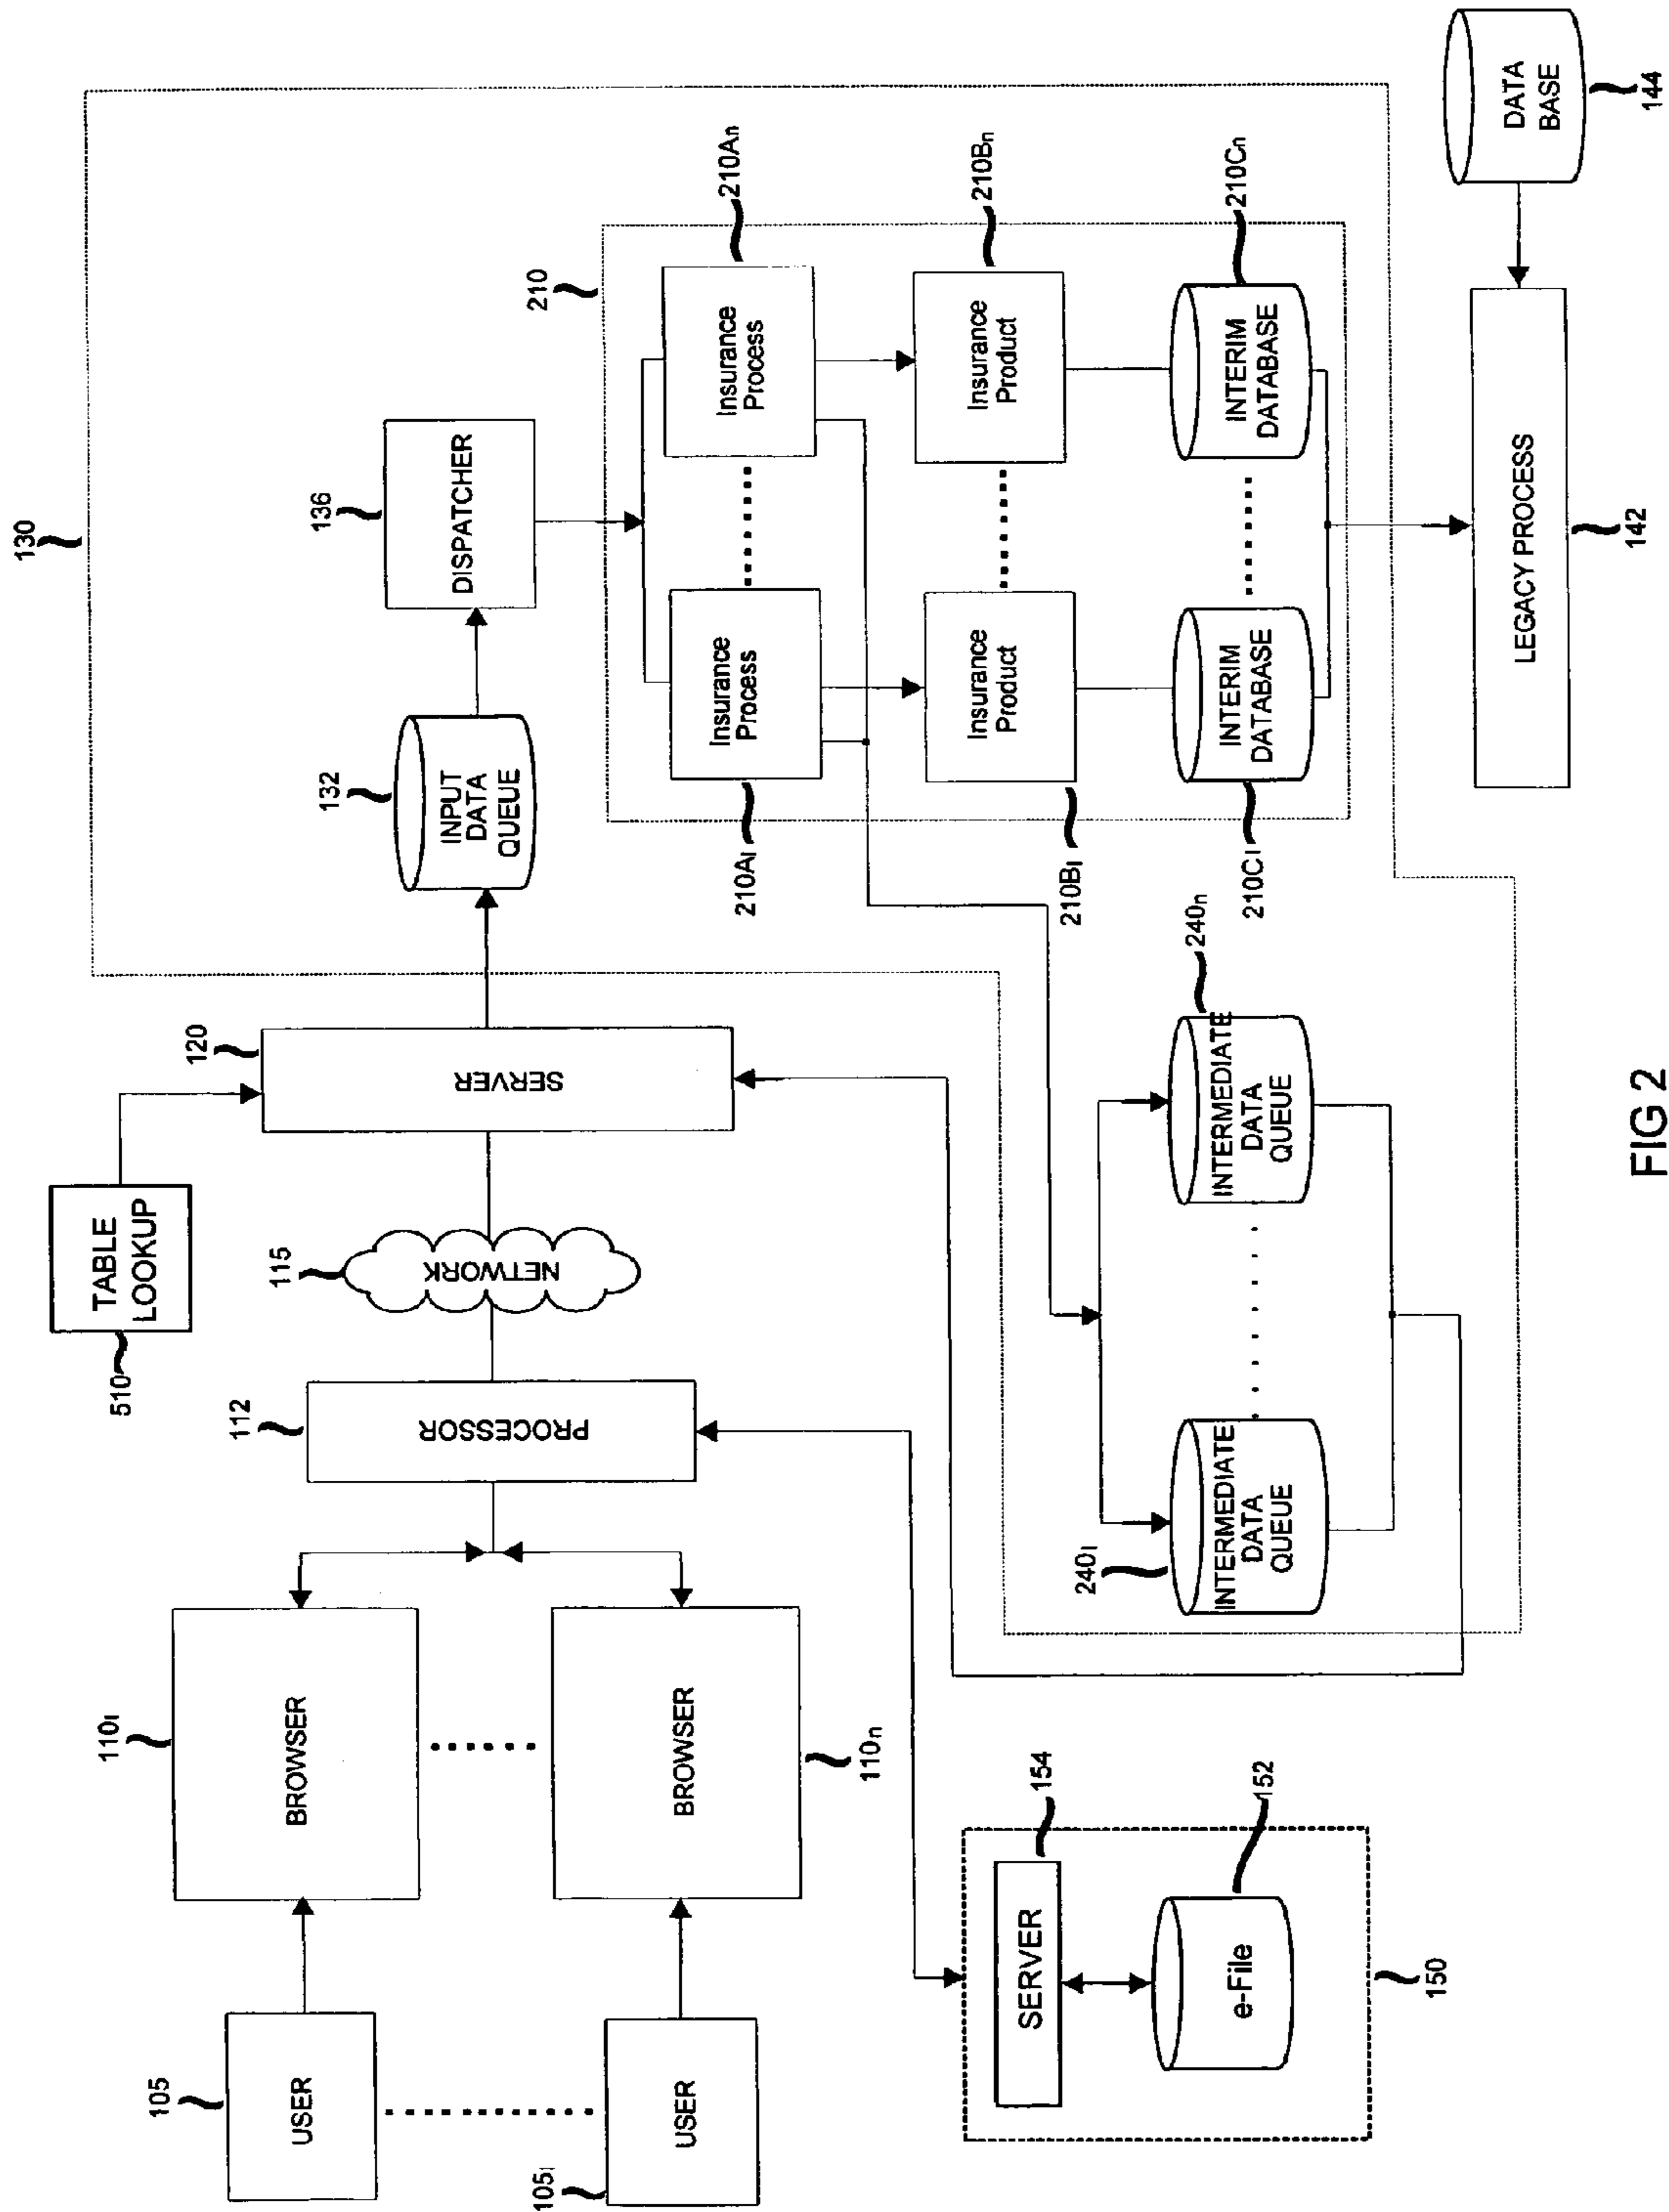 130
510
TABLE
LOOKUP
120
SERVER
115
NETWORK
112
PROCESSOR
110I
BROWSER
BROWSER
110n
105
USER
USER
105I
132
INPUT
DATA
QUEUE
136
DISPATCHER
210
Insurance
Process
210AI
Insurance
Process
210An
Insurance
Product
210BI
Insurance
Product
210Bn
INTERIM
DATABASE
210CI
INTERIM
DATABASE
210Cn
LEGACY PROCESS
142
DATA
BASE
144
240I
INTERMEDIATE
DATA
QUEUE
240n
INTERMEDIATE
DATA
QUEUE
SERVER
154
e-File
152
150
FIG 2